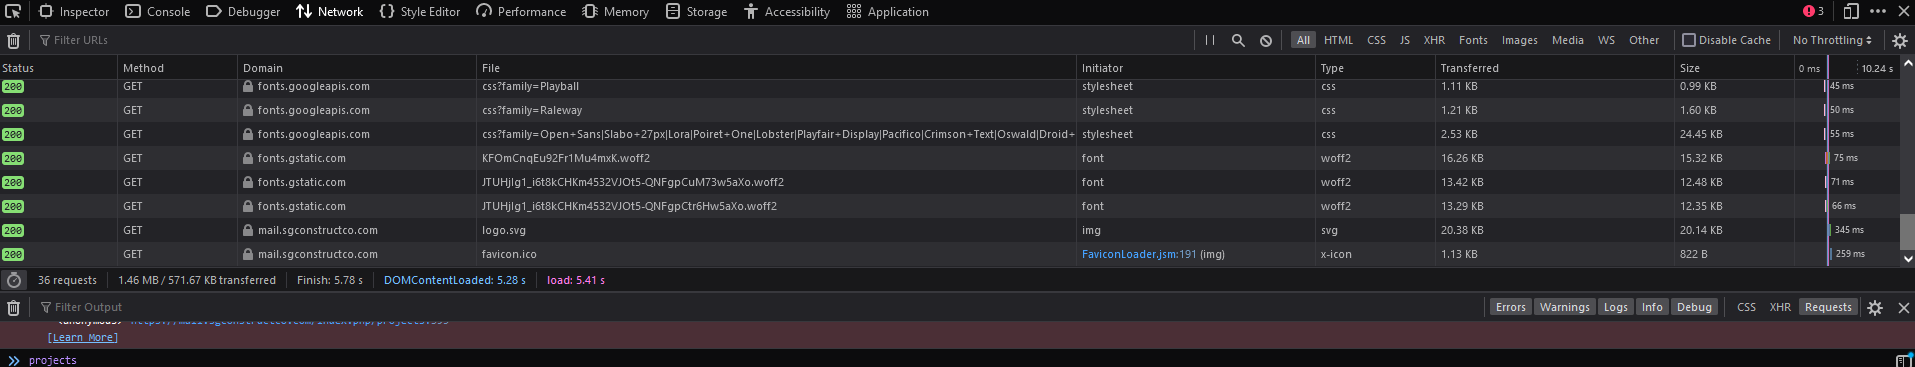 Inspector Console Debugger Network Style Editor Performance Memory Storage Accessibility Application 3
Filter URLs All HTML CSS JS XHR Fonts Images Media WS Other Disable Cache No Throttling
Status Method Domain File Initiator Type Transferred Size 0 ms 10.24 s
200 GET fonts.googleapis.com css?family=Playball stylesheet css 1.11 KB 0.99 KB 45 ms
200 GET fonts.googleapis.com css?family=Raleway stylesheet css 1.21 KB 1.60 KB 50 ms
200 GET fonts.googleapis.com css?family=Open+Sans|Slabo+27px|Lora|Poiret+One|Lobster|Playfair+Display|Pacifico|Crimson+Text|Oswald|Droid+ stylesheet css 2.53 KB 24.45 KB 55 ms
200 GET fonts.gstatic.com KFOmCnqEu92Fr1Mu4mxK.woff2 font woff2 16.26 KB 15.32 KB 75 ms
200 GET fonts.gstatic.com JTUHjIg1_i6t8kCHKm4532VJOt5-QNFgpCuM73w5aXo.woff2 font woff2 13.42 KB 12.48 KB 71 ms
200 GET fonts.gstatic.com JTUHjIg1_i6t8kCHKm4532VJOt5-QNFgpCtr6Hw5aXo.woff2 font woff2 13.29 KB 12.35 KB 66 ms
200 GET mail.sgconstructco.com logo.svg img svg 20.38 KB 20.14 KB 345 ms
200 GET mail.sgconstructco.com favicon.ico FaviconLoader.jsm:191 (img) x-icon 1.13 KB 822 B 259 ms
36 requests 1.46 MB / 571.67 KB transferred Finish: 5.78 s DOMContentLoaded: 5.28 s load: 5.41 s
Filter Output Errors Warnings Logs Info Debug CSS XHR Requests
[Learn More]
projects